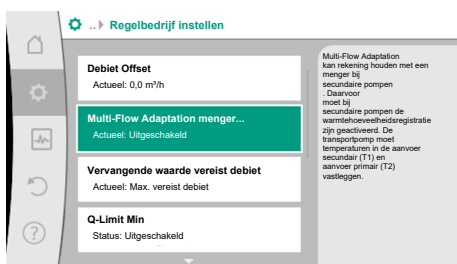 .. Regelbedrijf instellen
Debiet Offset
Actueel: 0,0 m³/h
Multi-Flow Adaptation menger...
Actueel: Uitgeschakeld
Vervangende waarde vereist debiet
Actueel: Max. vereist debiet
Q-Limit Min
Status: Uitgeschakeld
Multi-Flow Adaptation
kan rekening houden met een
menger bij
secundaire pompen
. Daarvoor
moet bij
secundaire pompen de
warmtehoeveelheidsregistratie
zijn geactiveerd. De
transportpomp moet
temperaturen in de aanvoer
secundair (T1) en
aanvoer primair (T2)
vastleggen.
?